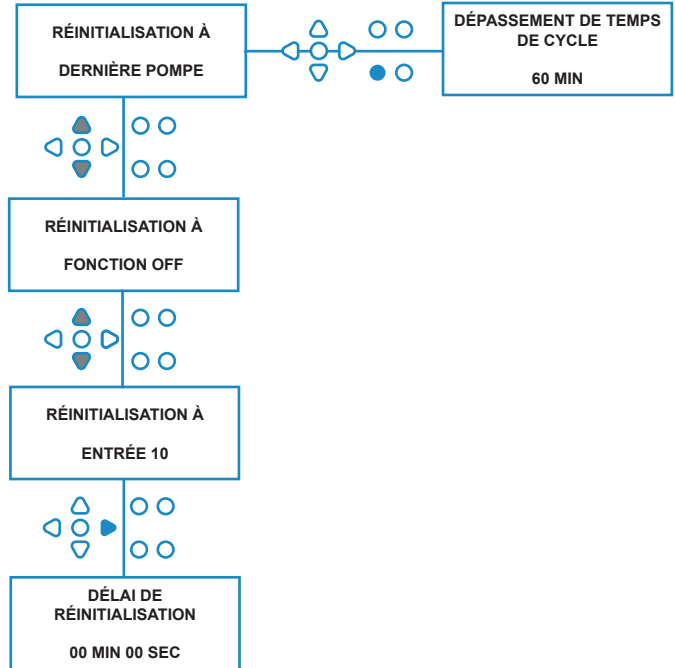 RÉINITIALISATION À
DERNIÈRE POMPE
DÉPASSEMENT DE TEMPS
DE CYCLE
60 MIN
RÉINITIALISATION À
FONCTION OFF
RÉINITIALISATION À
ENTRÉE 10
DÉLAI DE
RÉINITIALISATION
00 MIN 00 SEC